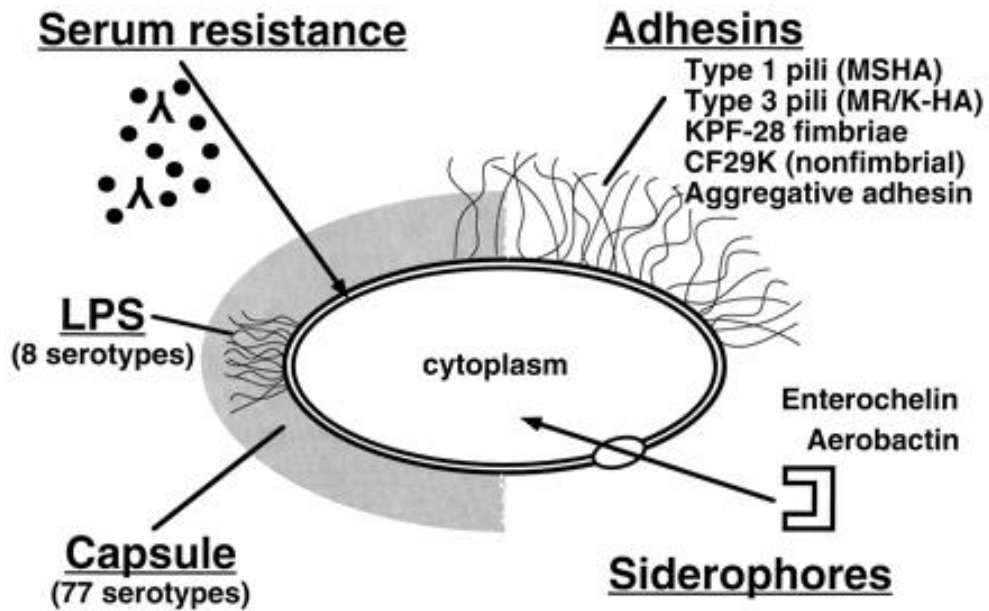 Serum resistance
Adhesins
Type 1 pili (MSHA)
Type 3 pili (MR/K-HA)
KPF-28 fimbriae
CF29K (nonfimbrial)
Aggregative adhesin
LPS
(8 serotypes)
cytoplasm
Enterochelin
Aerobactin
Capsule
(77 serotypes)
Siderophores